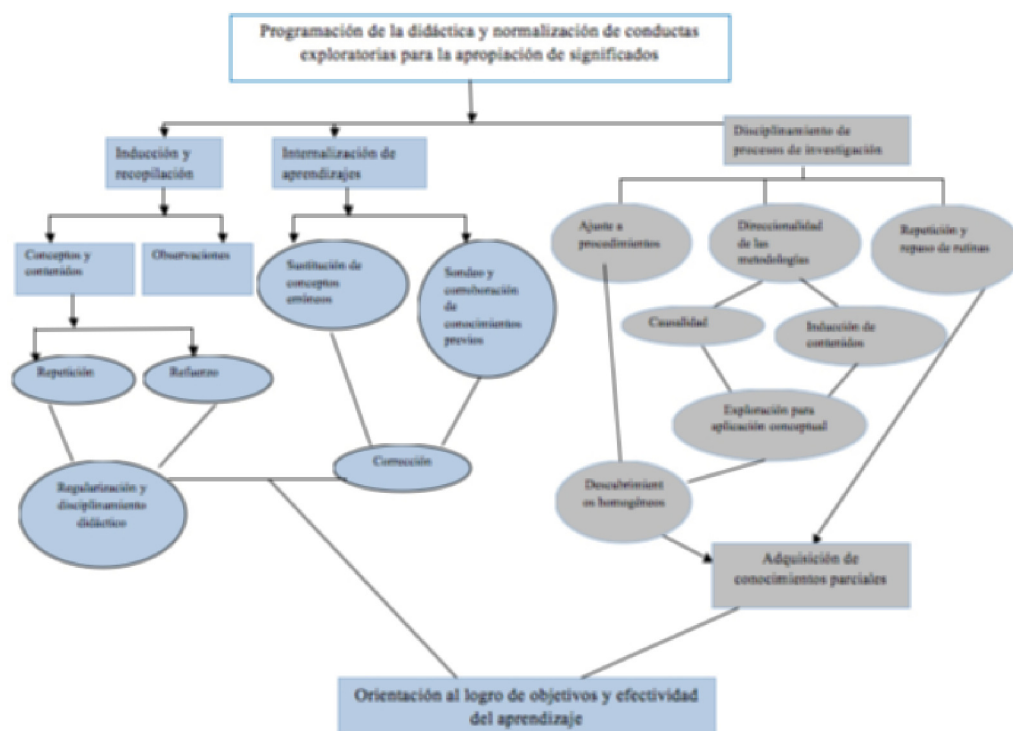 Programación de la didáctica y normalización de conductas
exploratorias para la apropiación de significados
Inducción y
recopilación
Internalización de
aprendizajes
Disciplinamiento de
procesos de investigación
Conceptos y
contenidos
Observaciones
Sustitución de
conceptos
erróneos
Sondeo y
corroboración
de
conocimientos
previos
Ajuste a
procedimientos
Direccionalidad
de las
metodologías
Repetición y
repaso de rutinas
Causalidad
Inducción de
contenidos
Repetición
Refuerzo
Exploración para
aplicación conceptual
Corrección
Regularización y
disciplinamiento
didáctico
Descubrimient
os homogéneos
Adquisición de
conocimientos parciales
Orientación al logro de objetivos y efectividad
del aprendizaje